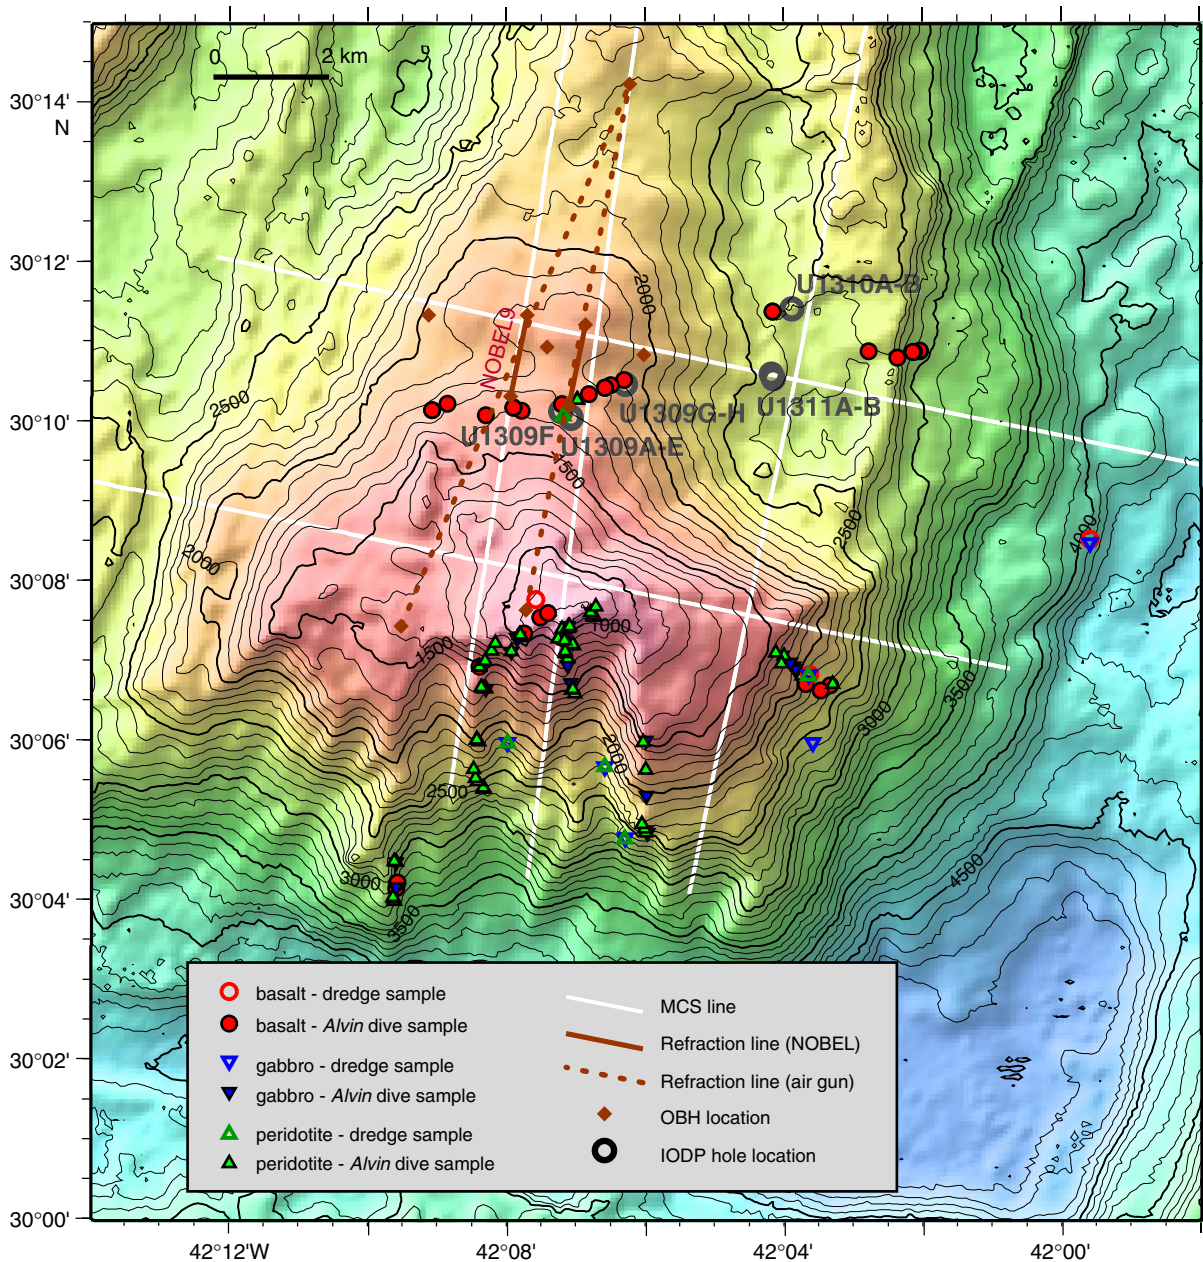 0 2 km
30°14'
N
30°12'
U1310A-B
2000
NOBEL9
2500
U1309G-H
U1311A-B
30°10'
U1309F
U1309A-E
1500
2500
4000
2000
30°08'
1000
1500
3500
3000
30°06'
2000
2500
4500
3000
30°04'
3500
basalt - dredge sample
basalt - Alvin dive sample
gabbro - dredge sample
gabbro - Alvin dive sample
peridotite - dredge sample
peridotite - Alvin dive sample
MCS line
Refraction line (NOBEL)
Refraction line (air gun)
OBH location
IODP hole location
30°02'
30°00'
42°12'W 42°08' 42°04' 42°00'